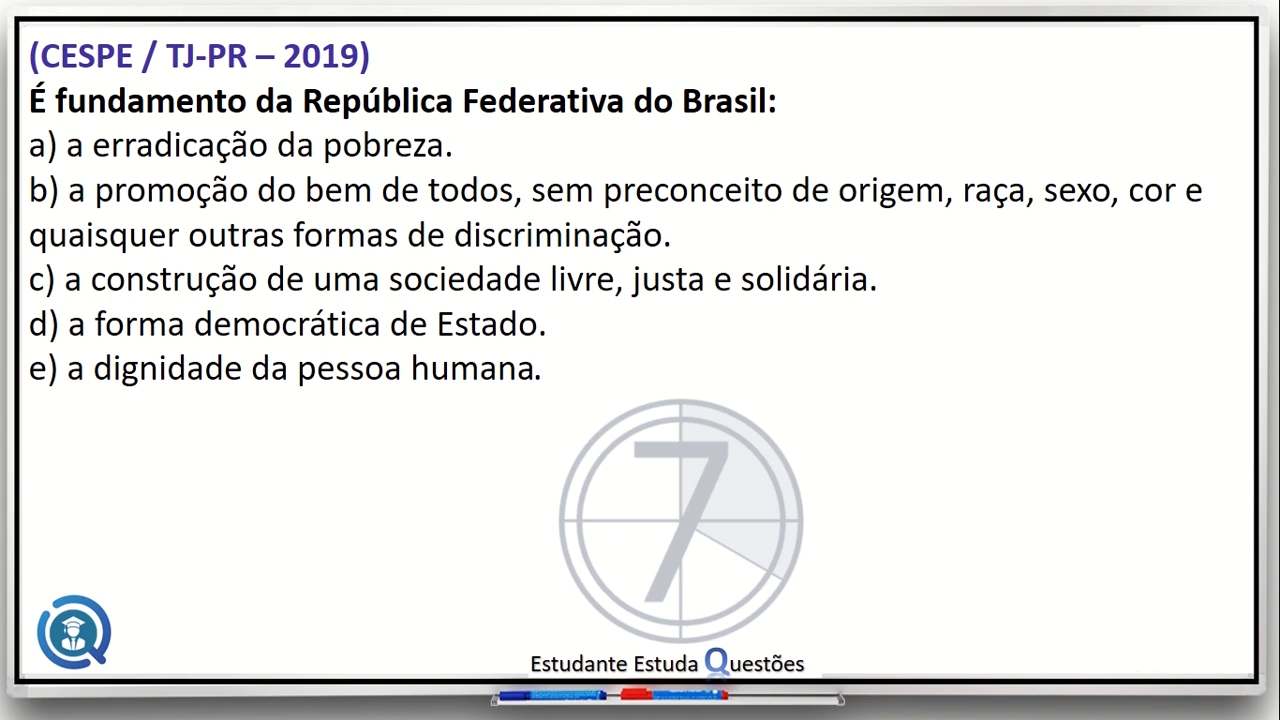 (CESPE / TJ-PR – 2019)
É fundamento da República Federativa do Brasil:
a) a erradicação da pobreza.
b) a promoção do bem de todos, sem preconceito de origem, raça, sexo, cor e
quaisquer outras formas de discriminação.
c) a construção de uma sociedade livre, justa e solidária.
d) a forma democrática de Estado.
e) a dignidade da pessoa humana.
7
Estudante Estuda Questões